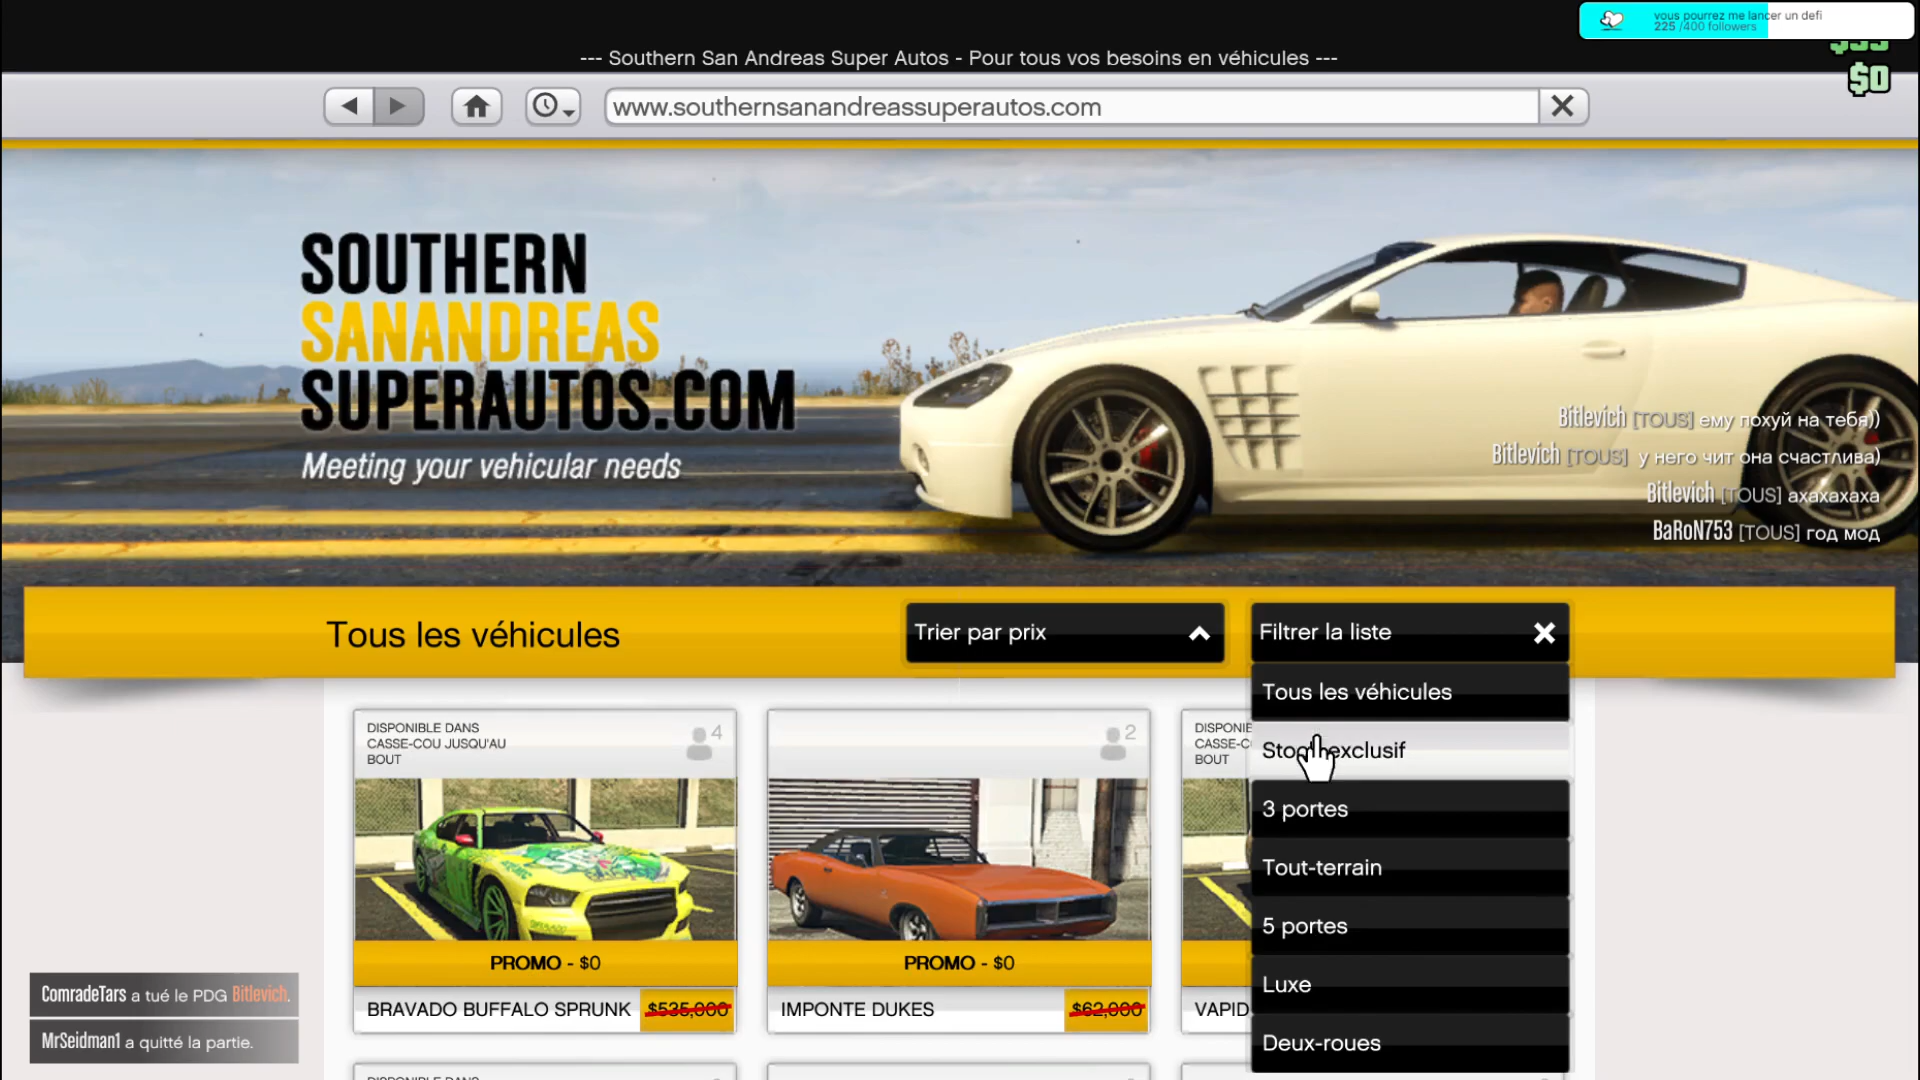 vous pourrez me lancer un defi
225 /400 followers
--- Southern San Andreas Super Autos - Pour tous vos besoins en véhicules ---
$0
www.southernsanandreassuperautos.com
SOUTHERN
SANANDREAS
SUPERAUTOS.COM
Meeting your vehicular needs
Bitlevich [TOUS] ему похуй на тебя))
Bitlevich [TOUS] у него чит она счастлива)
Bitlevich [TOUS] ахахахаха
BaRoN753 [TOUS] год мод
Tous les véhicules
Trier par prix
Filtrer la liste
Tous les véhicules
exclusif
3 portes
Tout-terrain
5 portes
Luxe
Deux-roues
DISPONIBLE DANS
CASSE-COU JUSQU'AU
BOUT
4
PROMO - $0
BRAVADO BUFFALO SPRUNK
$535,000
2
PROMO - $0
IMPONTE DUKES
$62,000
BOUT
VAPID
ComradeTars a tué le PDG Bitlevich.
MrSeidman1 a quitté la partie.